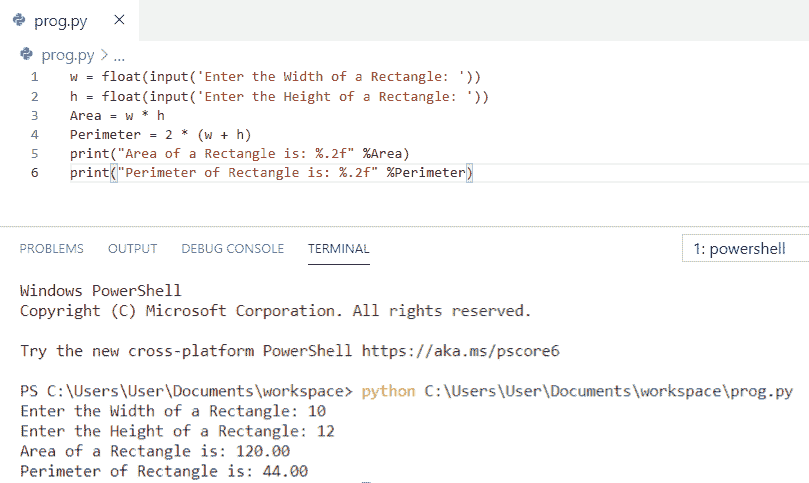 prog.py ×
prog.py > ...
1 w = float(input('Enter the Width of a Rectangle: '))
2 h = float(input('Enter the Height of a Rectangle: '))
3 Area = w * h
4 Perimeter = 2 * (w + h)
5 print("Area of a Rectangle is: %.2f" %Area)
6 print("Perimeter of Rectangle is: %.2f" %Perimeter)
PROBLEMS OUTPUT DEBUG CONSOLE TERMINAL 1: powershell
Windows PowerShell
Copyright (C) Microsoft Corporation. All rights reserved.
Try the new cross-platform PowerShell https://aka.ms/pscore6
PS C:\Users\User\Documents\workspace> python C:\Users\User\Documents\workspace\prog.py
Enter the Width of a Rectangle: 10
Enter the Height of a Rectangle: 12
Area of a Rectangle is: 120.00
Perimeter of Rectangle is: 44.00